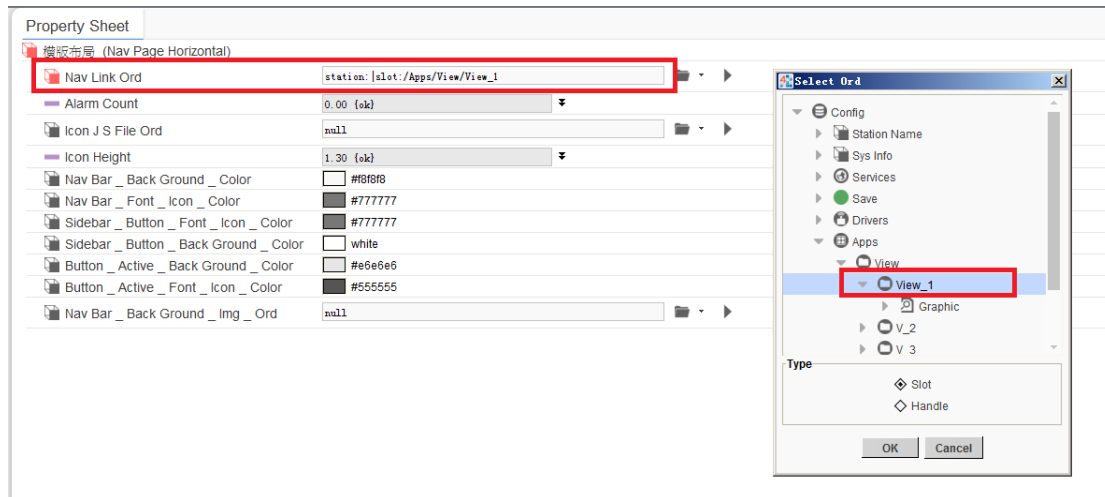 Property Sheet
横版布局 (Nav Page Horizontal)
Nav Link Ord station:|slot:/Apps/View/View_1
Alarm Count 0.00 {ok}
Icon J S File Ord null
Icon Height 1.30 {ok}
Nav Bar _ Back Ground _ Color #f8f8f8
Nav Bar _ Font _ Icon _ Color #777777
Sidebar _ Button _ Font _ Icon _ Color #777777
Sidebar _ Button _ Back Ground _ Color white
Button _ Active _ Back Ground _ Color #e6e6e6
Button _ Active _ Font _ Icon _ Color #555555
Nav Bar _ Back Ground _ Img _ Ord null
Select Ord
Config
Station Name
Sys Info
Services
Save
Drivers
Apps
View
View_1
Graphic
V_2
V_3
Type
Slot
Handle
OK Cancel